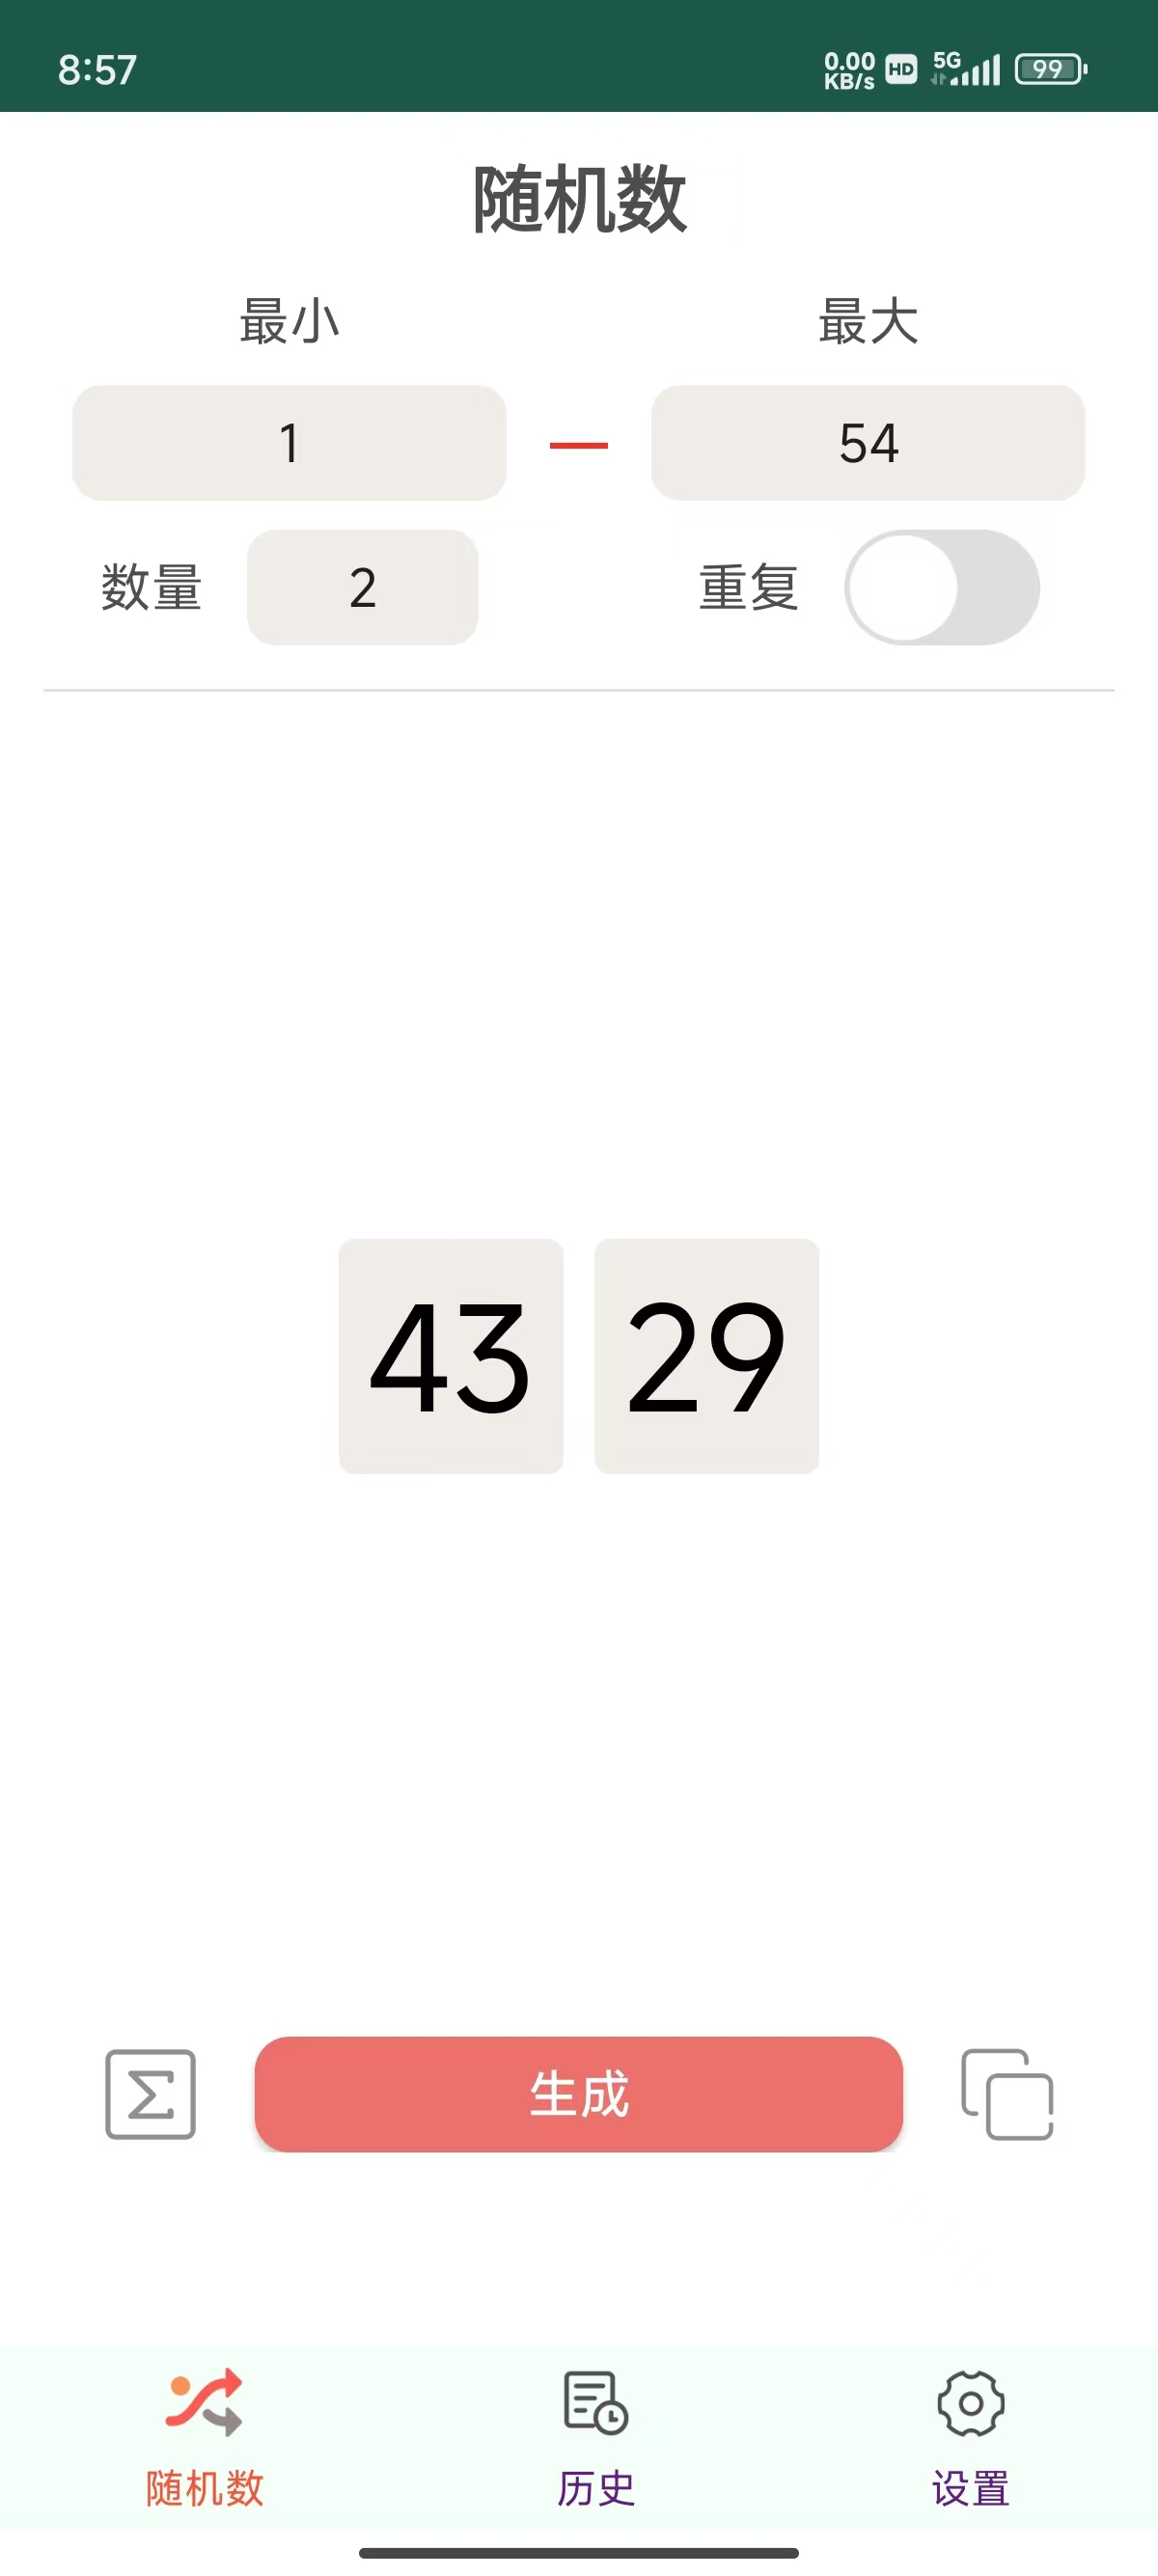 8:57
0.00 KB/s HD 5G 99
随机数
最小 最大
1 — 54
数量 2 重复
43 29
生成
随机数 历史 设置